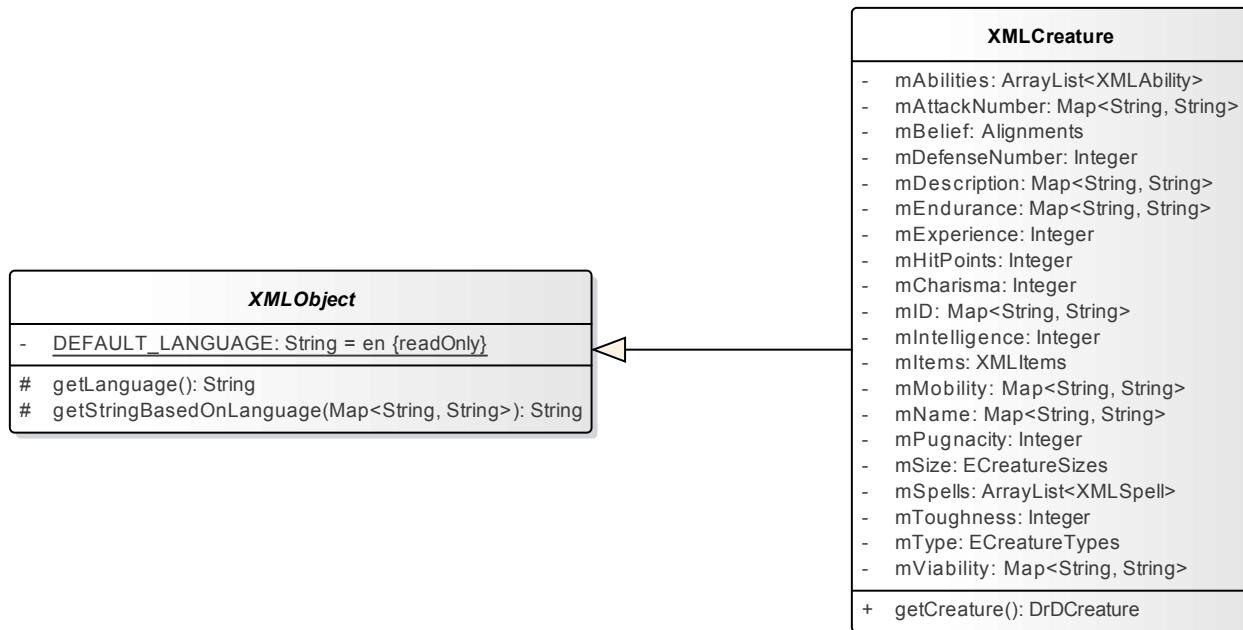 XMLObject
- DEFAULT_LANGUAGE: String = en {readOnly}
# getLanguage(): String
# getStringBasedOnLanguage(Map<String, String>): String
XMLCreature
- mAbilities: ArrayList<XMLAbility>
- mAttackNumber: Map<String, String>
- mBelief: Alignments
- mDefenseNumber: Integer
- mDescription: Map<String, String>
- mEndurance: Map<String, String>
- mExperience: Integer
- mHitPoints: Integer
- mCharisma: Integer
- mID: Map<String, String>
- mIntelligence: Integer
- mItems: XMLItems
- mMobility: Map<String, String>
- mName: Map<String, String>
- mPugnacity: Integer
- mSize: ECreatureSizes
- mSpells: ArrayList<XMLSpell>
- mToughness: Integer
- mType: ECreatureTypes
- mViability: Map<String, String>
+ getCreature(): DrDCreature